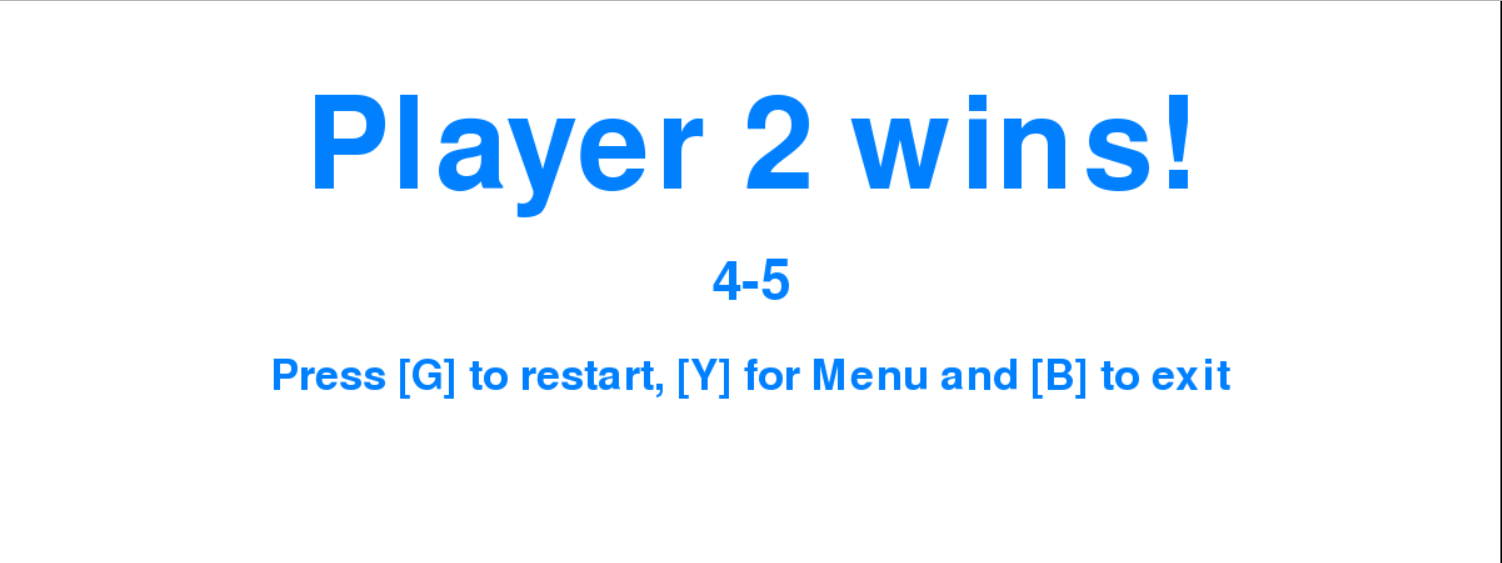 Player 2 wins!
4-5
Press [G] to restart, [Y] for Menu and [B] to exit